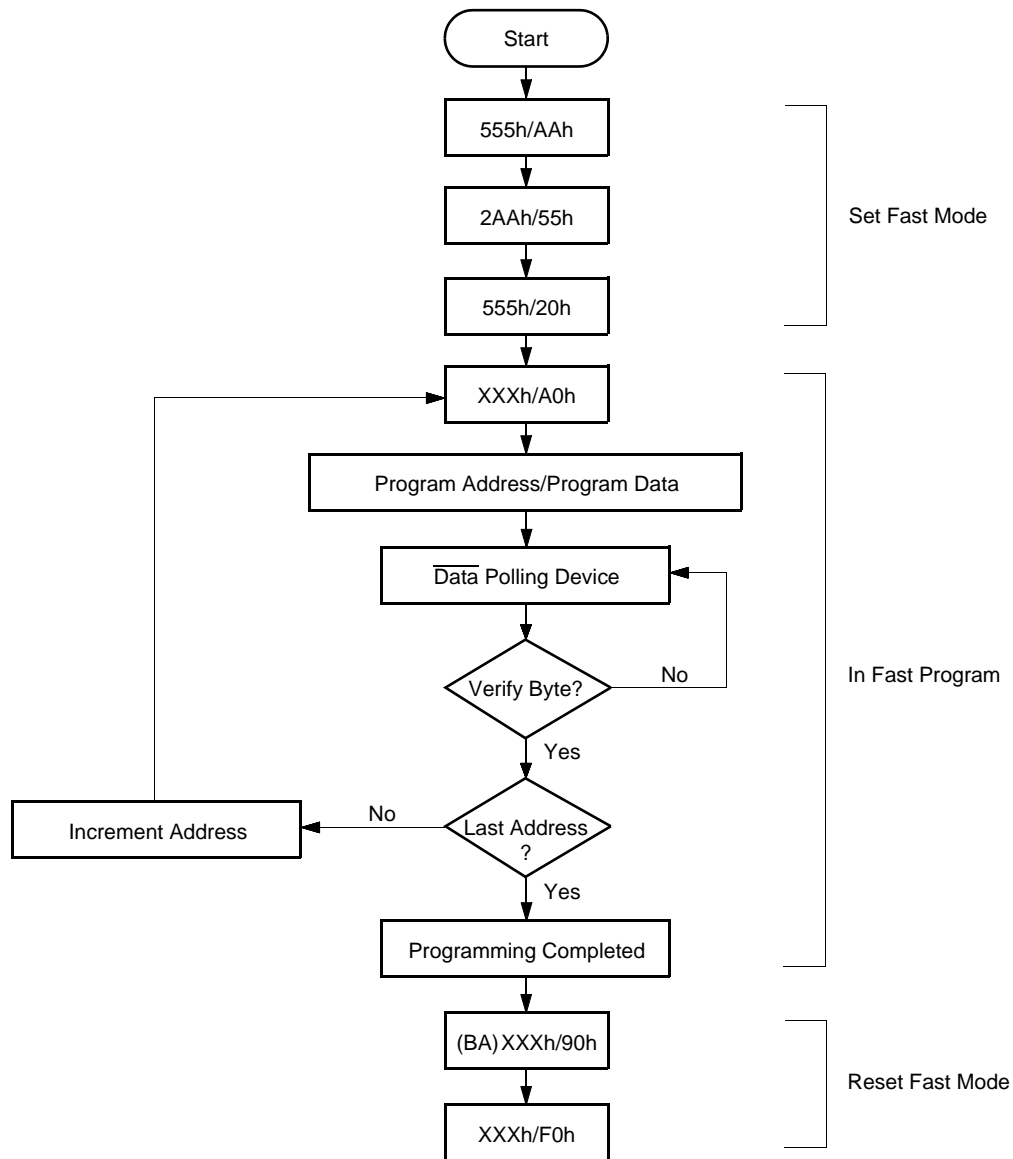 Start
555h/AAh
2AAh/55h
Set Fast Mode
555h/20h
XXXh/A0h
Program Address/Program Data
Data Polling Device
Verify Byte?
No
In Fast Program
Yes
Increment Address
No
Last Address
?
Yes
Programming Completed
(BA)XXXh/90h
Reset Fast Mode
XXXh/F0h